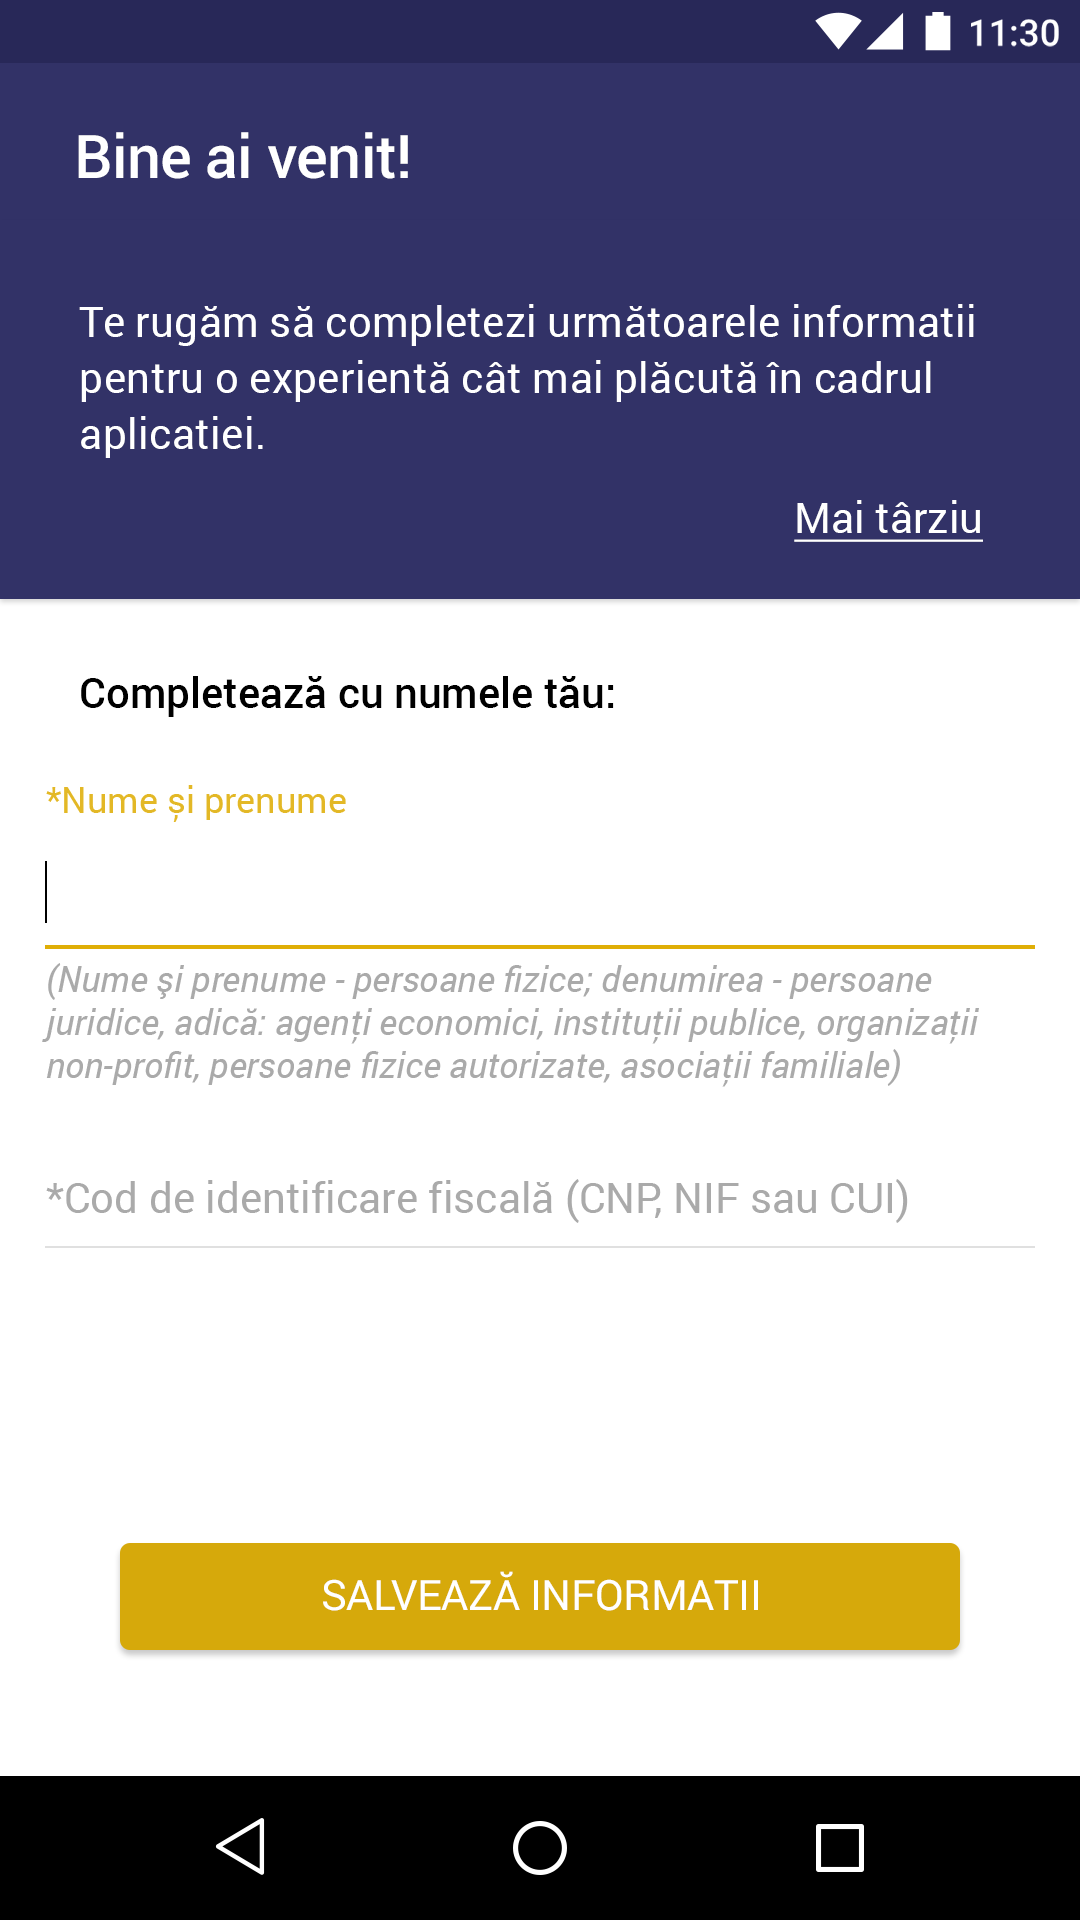 11:30
Bine ai venit!
Te rugăm să completezi următoarele informatii
pentru o experientă cât mai plăcută în cadrul
aplicatiei.
Mai târziu
Completează cu numele tău:
*Nume și prenume
(Nume şi prenume - persoane fizice; denumirea - persoane
juridice, adică: agenți economici, instituții publice, organizații
non-profit, persoane fizice autorizate, asociații familiale)
*Cod de identificare fiscală (CNP, NIF sau CUI)
SALVEAZĂ INFORMATII